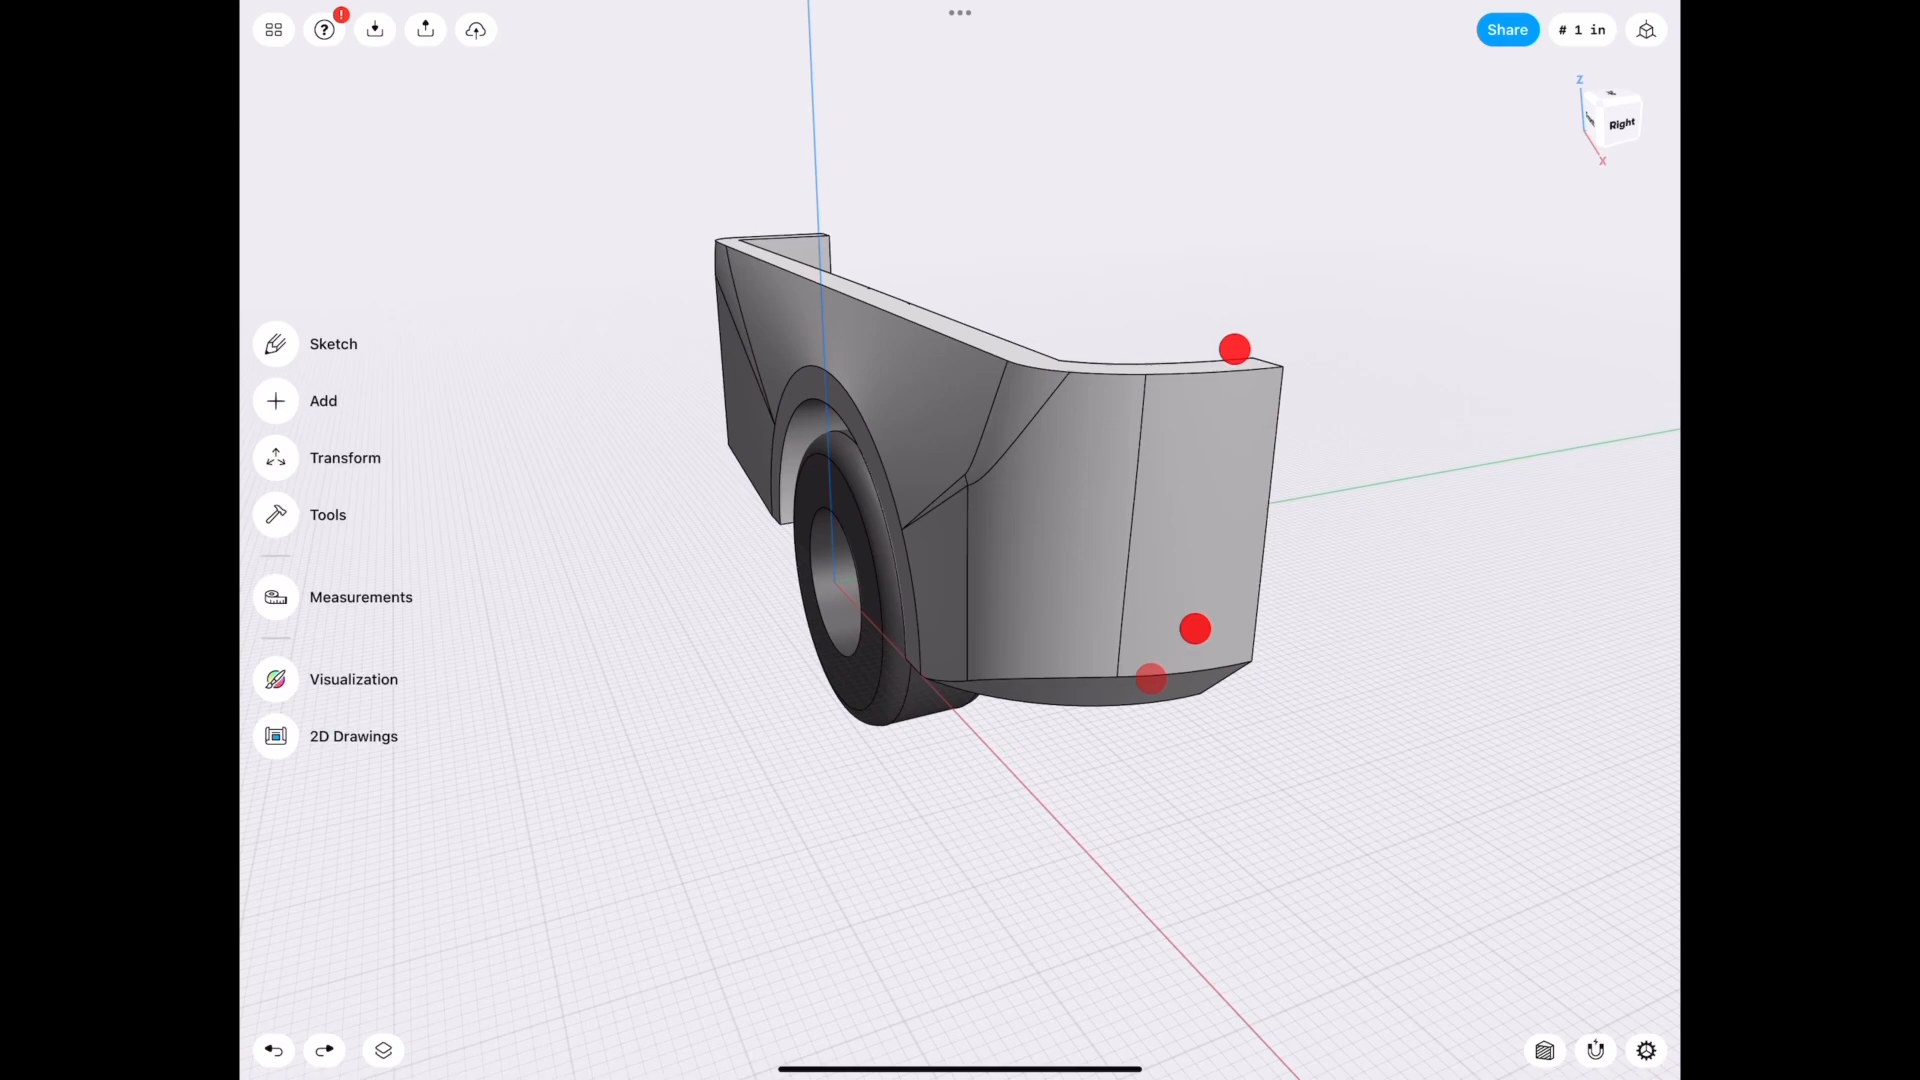 ?
!
Share
# 1 in
Z
Right
X
Sketch
Add
Transform
Tools
Measurements
Visualization
2D Drawings